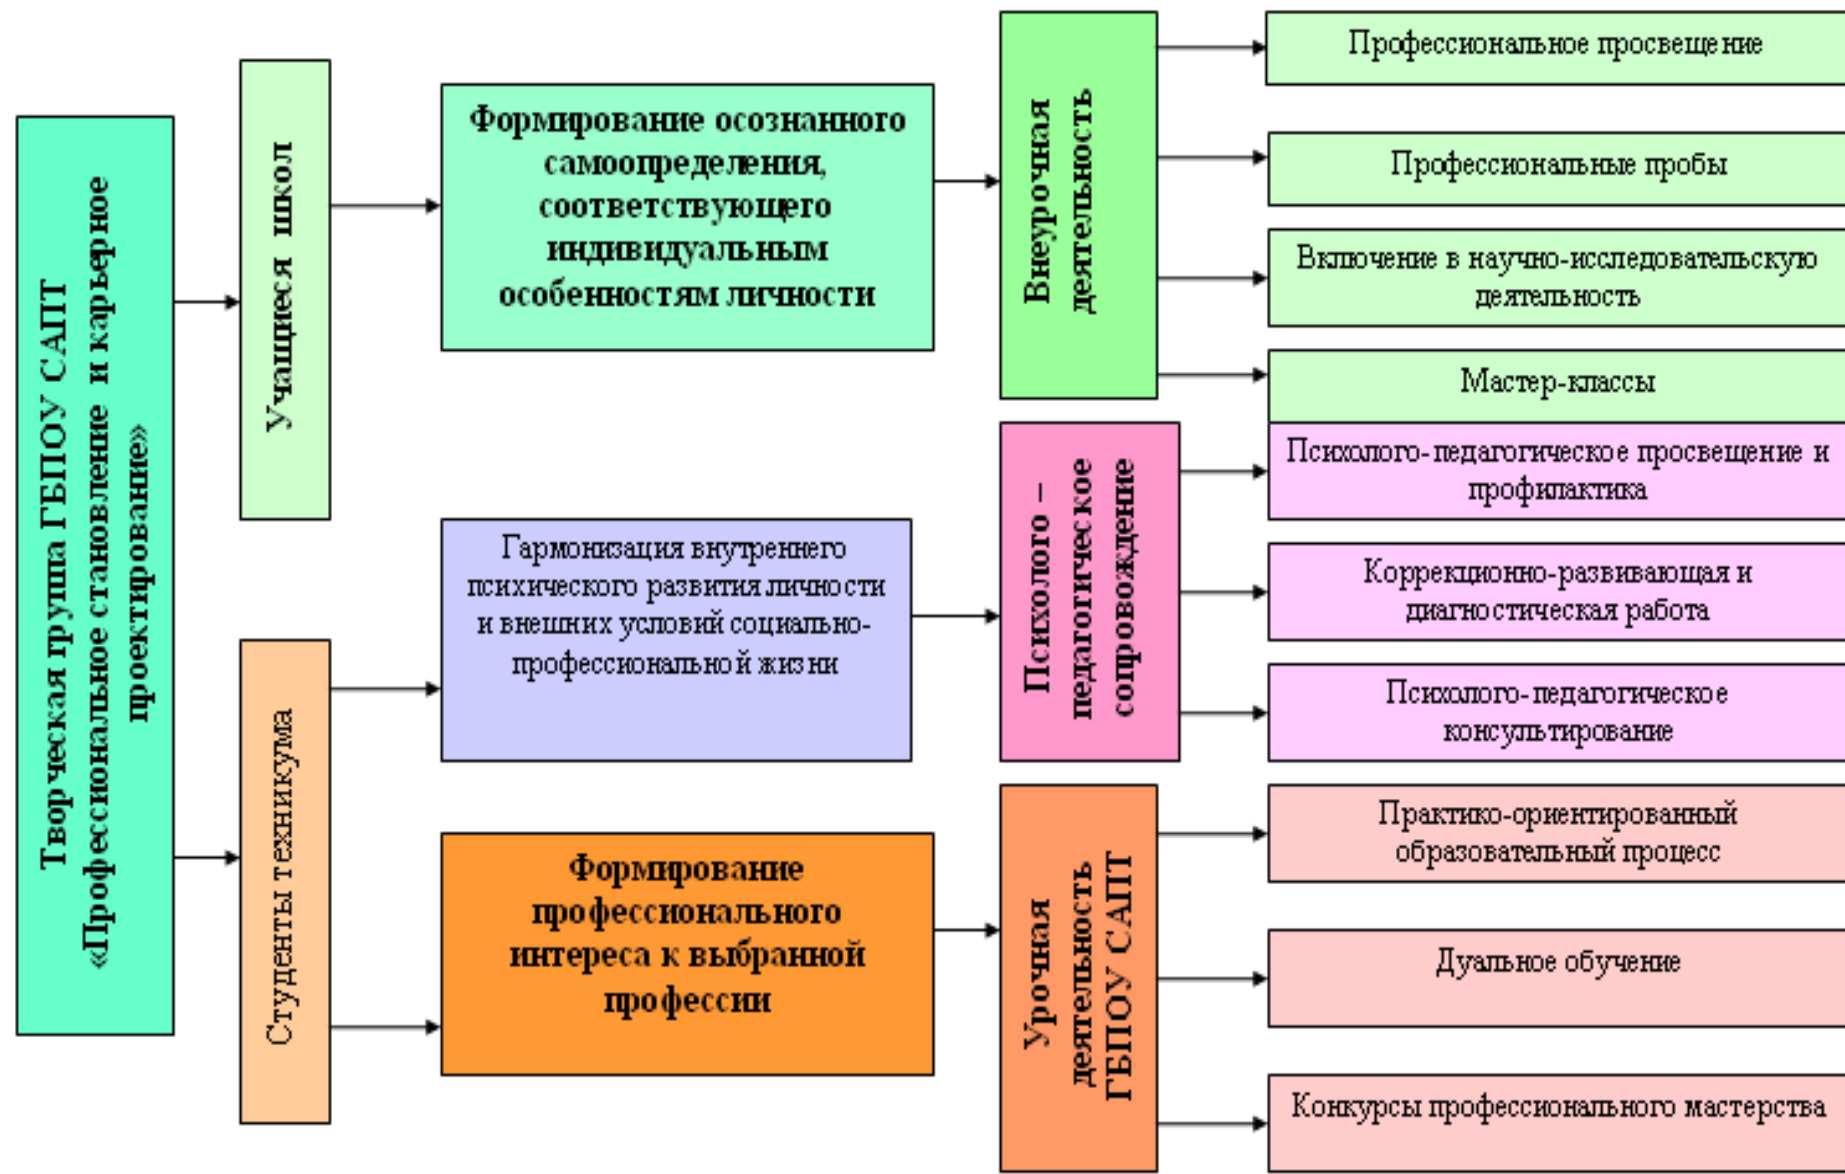 Творческая группа ГБПОУ САПТ
«Профессиональное становление и карьерное
проектирование»
Учащиеся школ
Студенты техникума
Формирование осознанного
самоопределения,
соответствующего
индивидуальным
особенностям личности
Гармонизация внутреннего
психического развития личности
и внешних условий социально-
профессиональной жизни
Формирование
профессионального
интереса к выбранной
профессии
Внеурочная
деятельность
Психолого –
педагогическое
сопровождение
Урочная
деятельность
ГБПОУ САПТ
Профессиональное просвещение
Профессиональные пробы
Включение в научно-исследовательскую
деятельность
Мастер-классы
Психолого-педагогическое просвещение и
профилактика
Коррекционно-развивающая и
диагностическая работа
Психолого-педагогическое
консультирование
Практико-ориентированный
образовательный процесс
Дуальное обучение
Конкурсы профессионального мастерства